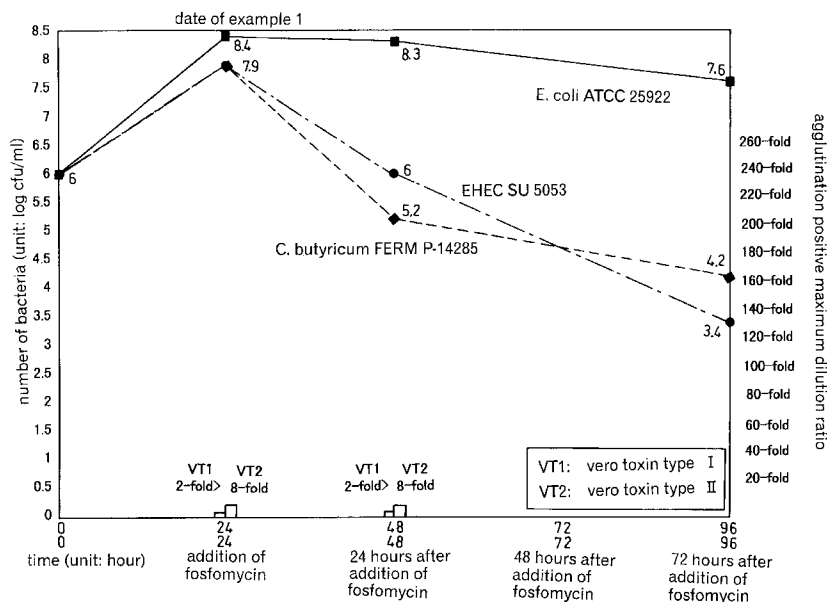 date of example 1
number of bacteria (unit: log cfu/ml)
8.5
8
7.5
7
6.5
6
5.5
5
4.5
4
3.5
3
2.5
2
1.5
1
0.5
0
6
8.4
7.9
8.3
6
5.2
7.6
4.2
3.4
E. coli ATCC 25922
EHEC SU 5053
C. butyricum FERM P-14285
agglutination positive maximum dilution ratio
260-fold
240-fold
220-fold
200-fold
180-fold
160-fold
140-fold
120-fold
100-fold
80-fold
60-fold
40-fold
20-fold
VT1 VT2
2-fold> 8-fold
VT1 VT2
2-fold> 8-fold
VT1: vero toxin type I
VT2: vero toxin type II
0 24 48 72 96
0 24 48 72 96
time (unit: hour)
addition of
fosfomycin
24 hours after
addition of
fosfomycin
48 hours after
addition of
fosfomycin
72 hours after
addition of
fosfomycin